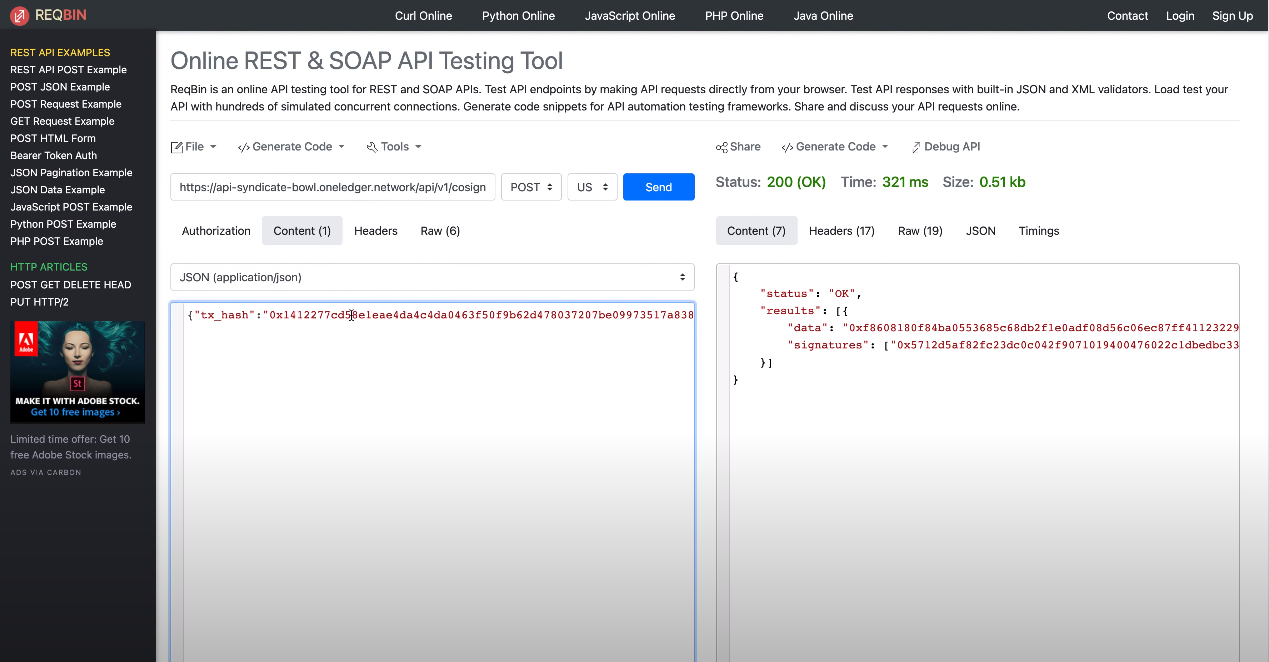 REQBIN
Curl Online Python Online JavaScript Online PHP Online Java Online
Contact Login Sign Up
REST API EXAMPLES
REST API POST Example
POST JSON Example
POST Request Example
GET Request Example
POST HTML Form
Bearer Token Auth
JSON Pagination Example
JSON Data Example
JavaScript POST Example
Python POST Example
PHP POST Example
HTTP ARTICLES
POST GET DELETE HEAD
PUT HTTP/2
Adobe
St
MAKE IT WITH ADOBE STOCK.
Get 10 free images ›
Limited time offer: Get 10
free Adobe Stock images.
ADS VIA CARBON
Online REST & SOAP API Testing Tool
ReqBin is an online API testing tool for REST and SOAP APIs. Test API endpoints by making API requests directly from your browser. Test API responses with built-in JSON and XML validators. Load test your
API with hundreds of simulated concurrent connections. Generate code snippets for API automation testing frameworks. Share and discuss your API requests online.
File Generate Code Tools
https://api-syndicate-bowl.oneledger.network/api/v1/cosign POST US Send
Authorization Content (1) Headers Raw (6)
JSON (application/json)
{"tx_hash":"0x1412277cd58e1eae4da4c4da0463f50f9b62d478037207be09973517a838
Share Generate Code Debug API
Status: 200 (OK) Time: 321 ms Size: 0.51 kb
Content (7) Headers (17) Raw (19) JSON Timings
{
"status": "OK",
"results": [{
"data": "0xf8608180f84ba0553685c68db2f1e0adf08d56c06ec87ff41123229
"signatures": ["0x5712d5af82fc23dc0c042f9071019400476022c1dbedbc33
}]
}